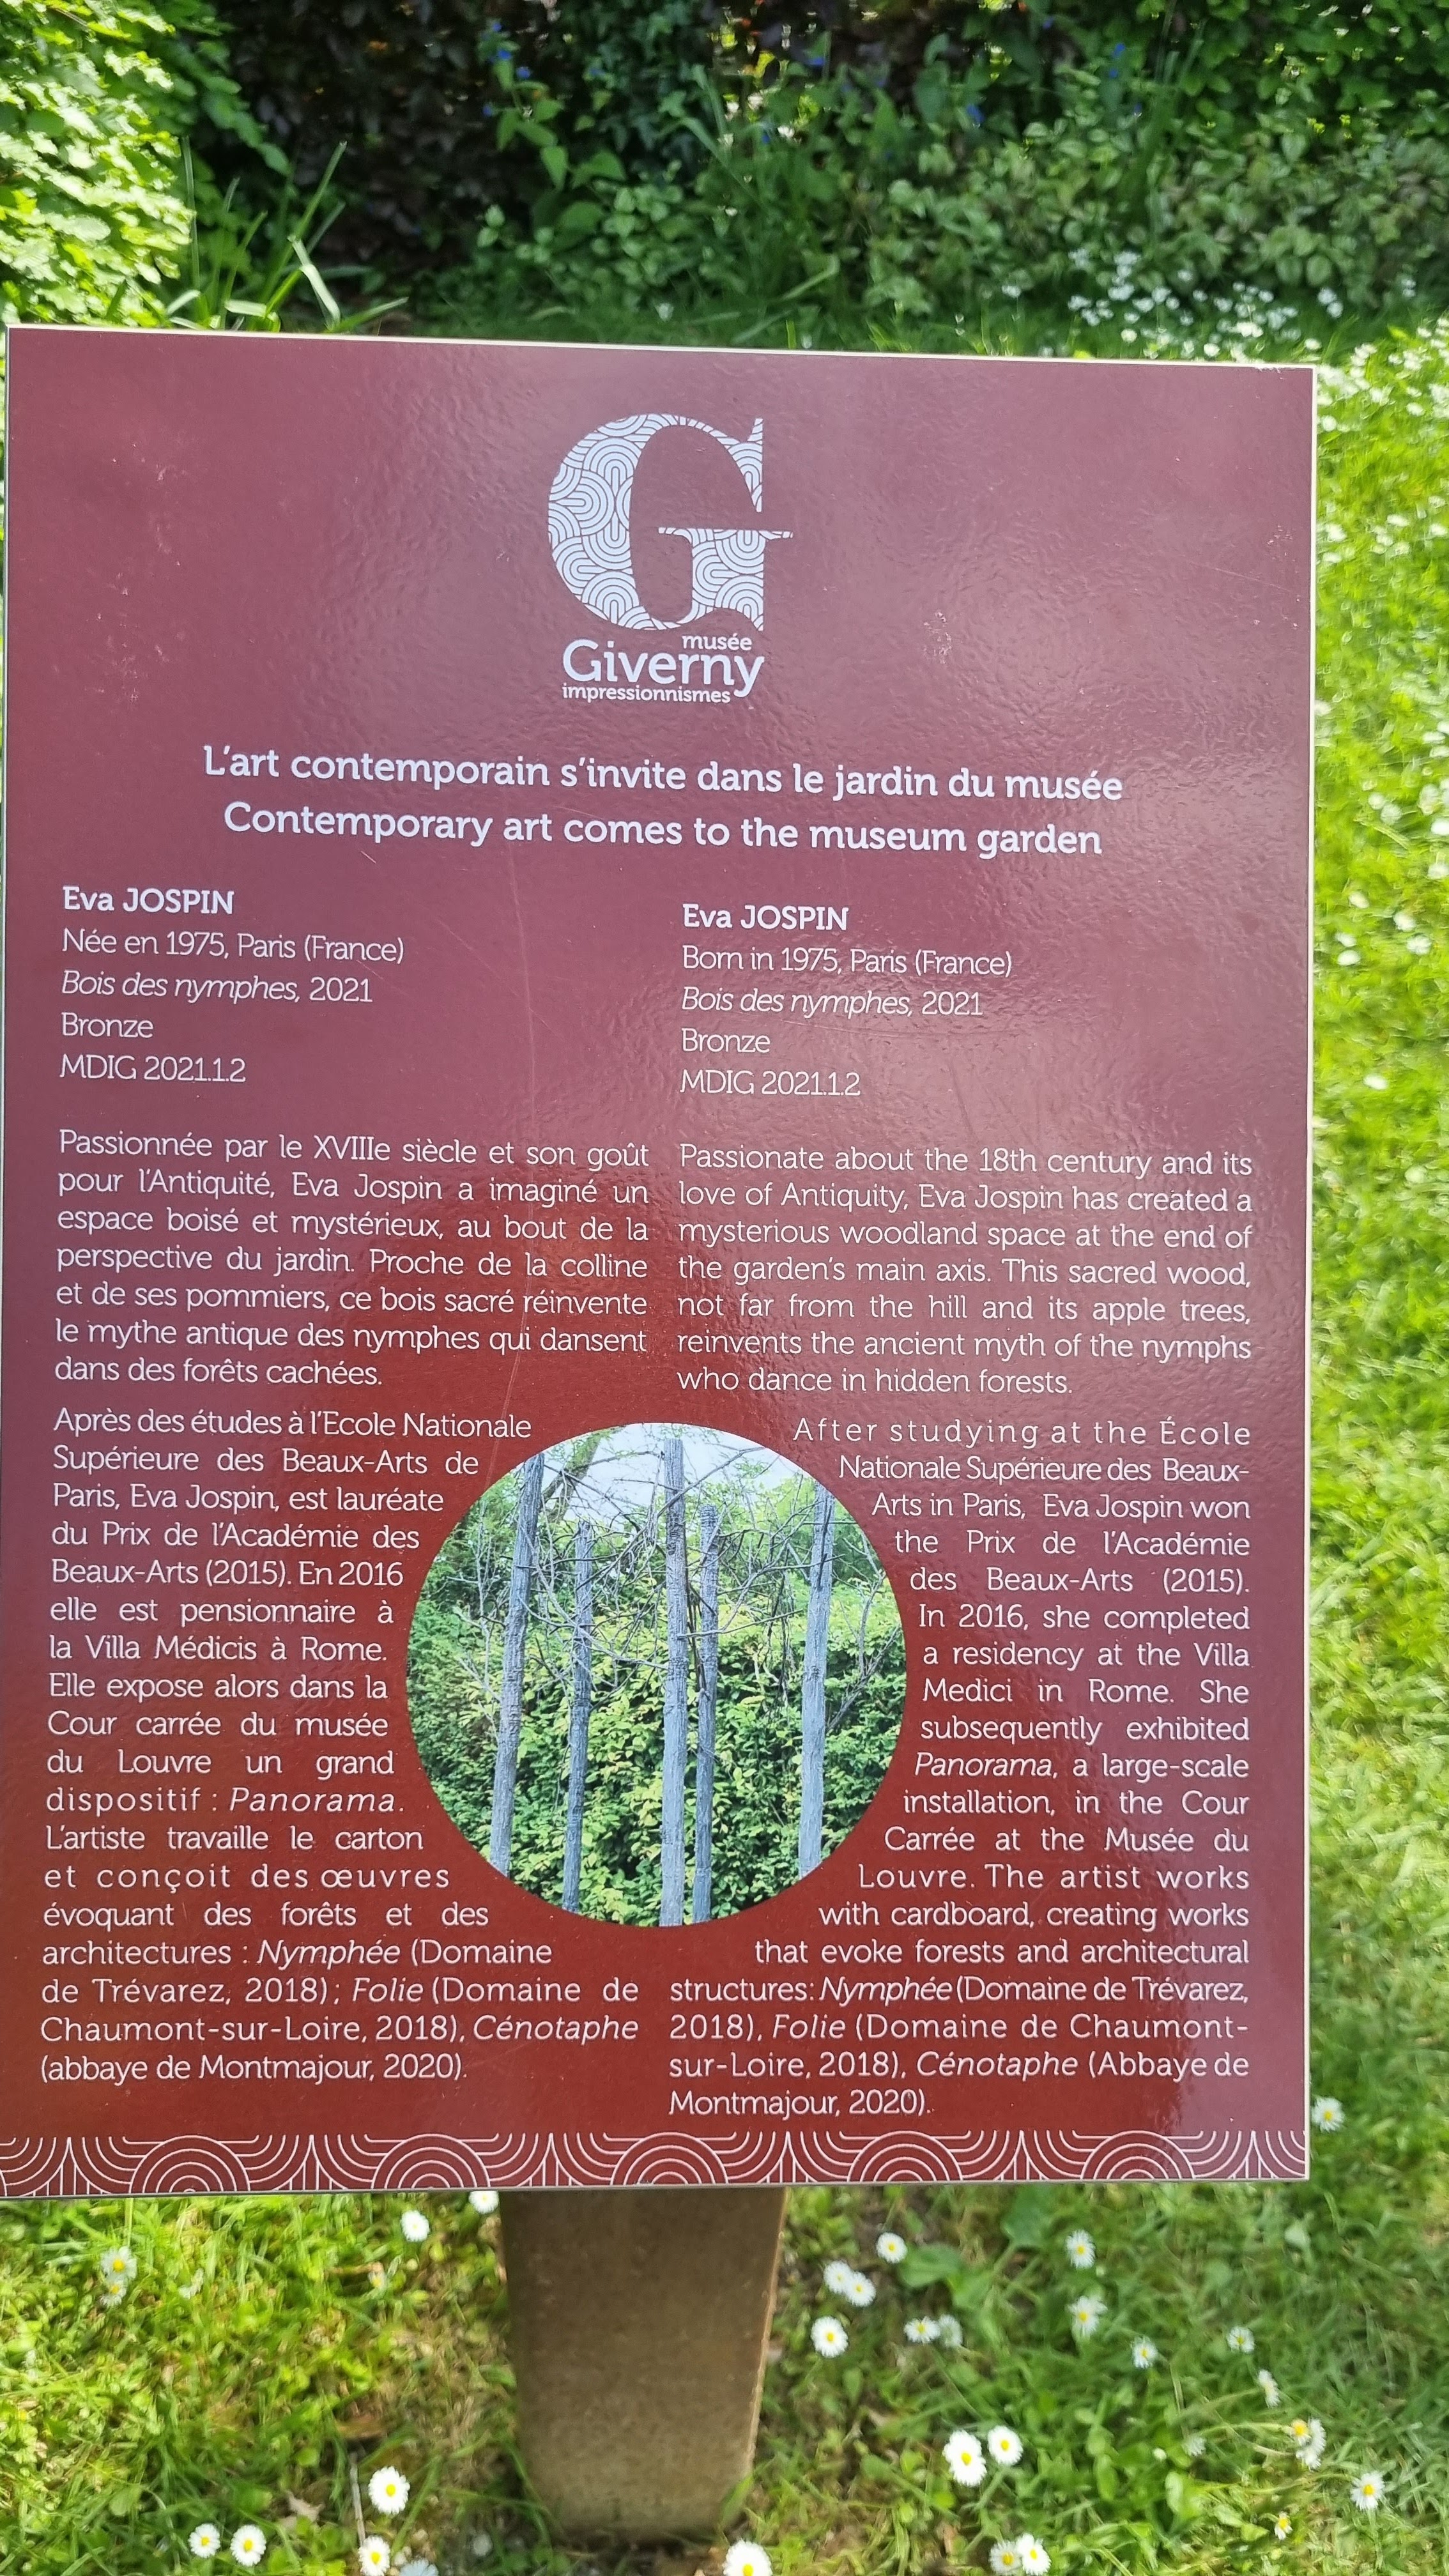 G
musée
Giverny
impressionnismes
L'art contemporain s'invite dans le jardin du musée
Contemporary art comes to the museum garden
Eva JOSPIN
Née en 1975, Paris (France)
Bois des nymphes, 2021
Bronze
MDIG 2021.1.2
Passionnée par le XVIIIe siècle et son goût
pour l'Antiquité, Eva Jospin a imaginé un
espace boisé et mystérieux, au bout de la
perspective du jardin. Proche de la colline
et de ses pommiers, ce bois sacré réinvente
le mythe antique des nymphes qui dansent
dans des forêts cachées.
Après des études à l'Ecole Nationale
Supérieure des Beaux-Arts de
Paris, Eva Jospin, est lauréate
du Prix de l'Académie des
Beaux-Arts (2015). En 2016
elle est pensionnaire à
la Villa Médicis à Rome.
Elle expose alors dans la
Cour carrée du musée
du Louvre un grand
dispositif : Panorama.
L'artiste travaille le carton
et conçoit des œuvres
évoquant des forêts et des
architectures : Nymphée (Domaine
de Trévarez, 2018) ; Folie (Domaine de
Chaumont-sur-Loire, 2018), Cénotaphe
(abbaye de Montmajour, 2020).
Eva JOSPIN
Born in 1975, Paris (France)
Bois des nymphes, 2021
Bronze
MDIG 2021.1.2
Passionate about the 18th century and its
love of Antiquity, Eva Jospin has created a
mysterious woodland space at the end of
the garden's main axis. This sacred wood,
not far from the hill and its apple trees,
reinvents the ancient myth of the nymphs
who dance in hidden forests.
After studying at the École
Nationale Supérieure des Beaux-
Arts in Paris, Eva Jospin won
the Prix de l'Académie
des Beaux-Arts (2015).
In 2016, she completed
a residency at the Villa
Medici in Rome. She
subsequently exhibited
Panorama, a large-scale
installation, in the Cour
Carrée at the Musée du
Louvre. The artist works
with cardboard, creating works
that evoke forests and architectural
structures: Nymphée (Domaine de Trévarez,
2018), Folie (Domaine de Chaumont-
sur-Loire, 2018), Cénotaphe (Abbaye de
Montmajour, 2020).